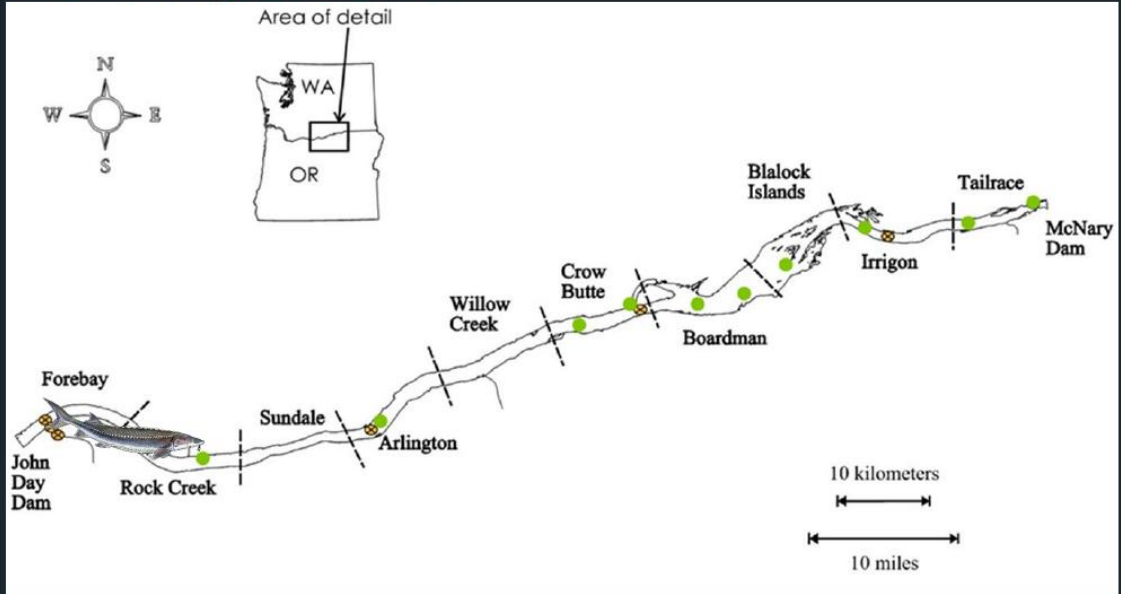 Area of detail
N
W
E
S
WA
OR
Blalock
Islands
Tailrace
McNary
Dam
Irrigon
Crow
Butte
Willow
Creek
Boardman
Forebay
Sundale
Arlington
John
Day
Dam
Rock Creek
10 kilometers
10 miles